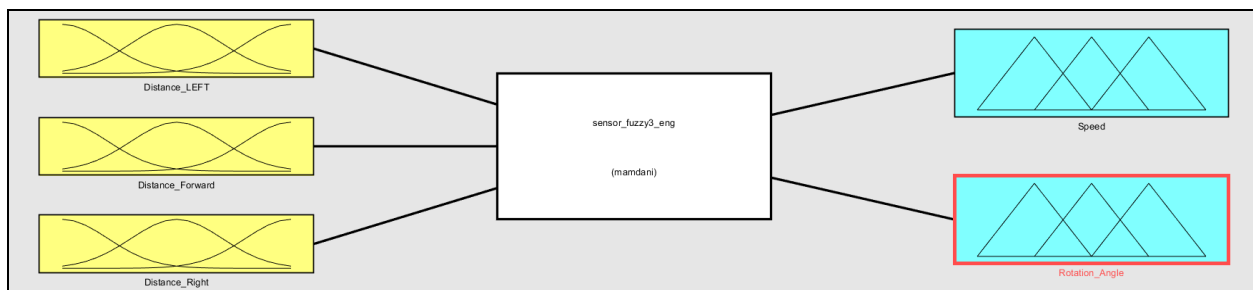 Distance_LEFT
Distance_Forward
Distance_Right
sensor_fuzzy3_eng
(mamdani)
Speed
Rotation_Angle